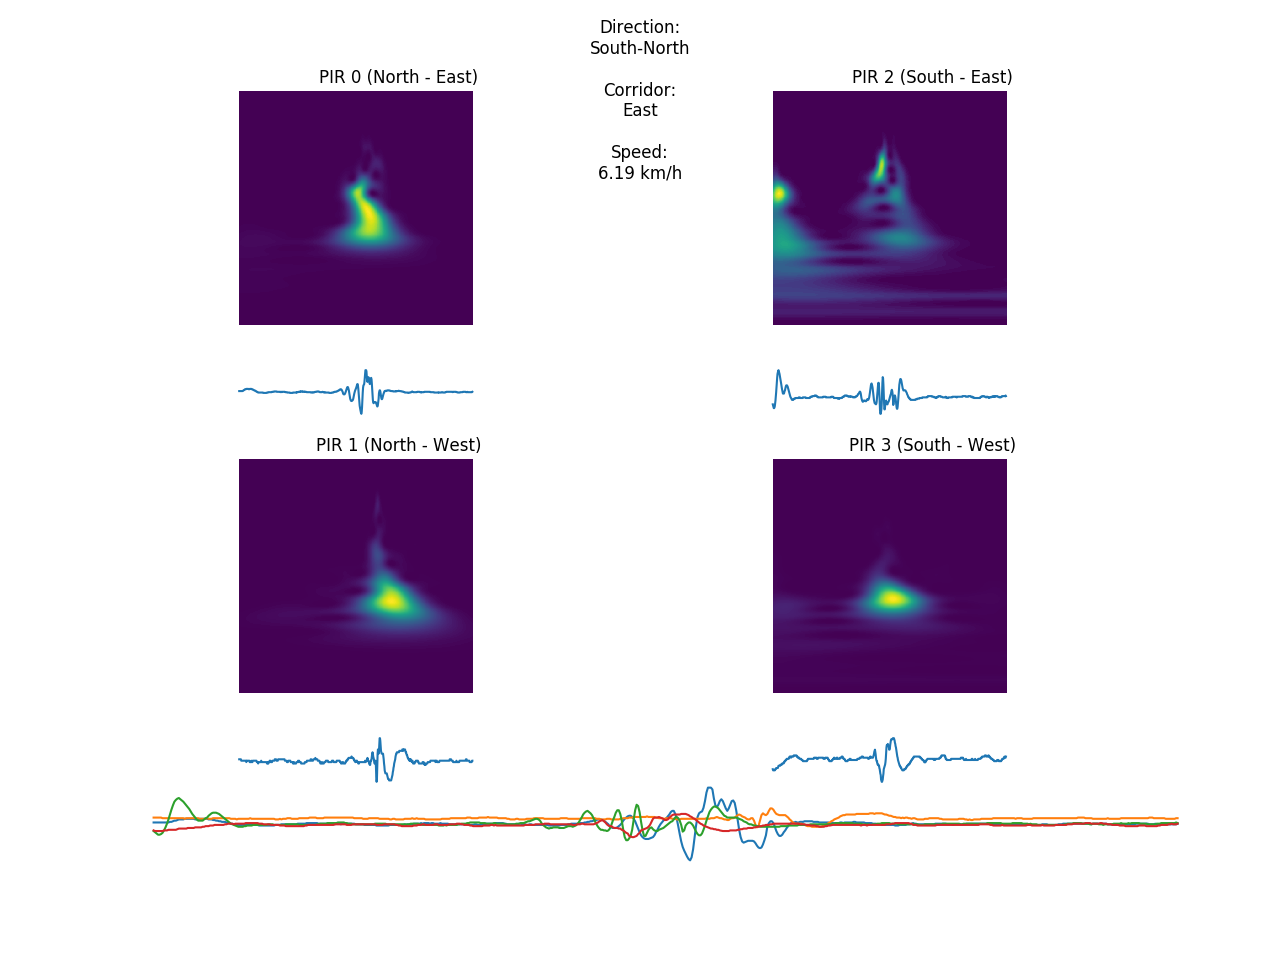 Direction:
South-North
Corridor:
East
Speed:
6.19 km/h
PIR 0 (North - East)
PIR 2 (South - East)
PIR 1 (North - West)
PIR 3 (South - West)